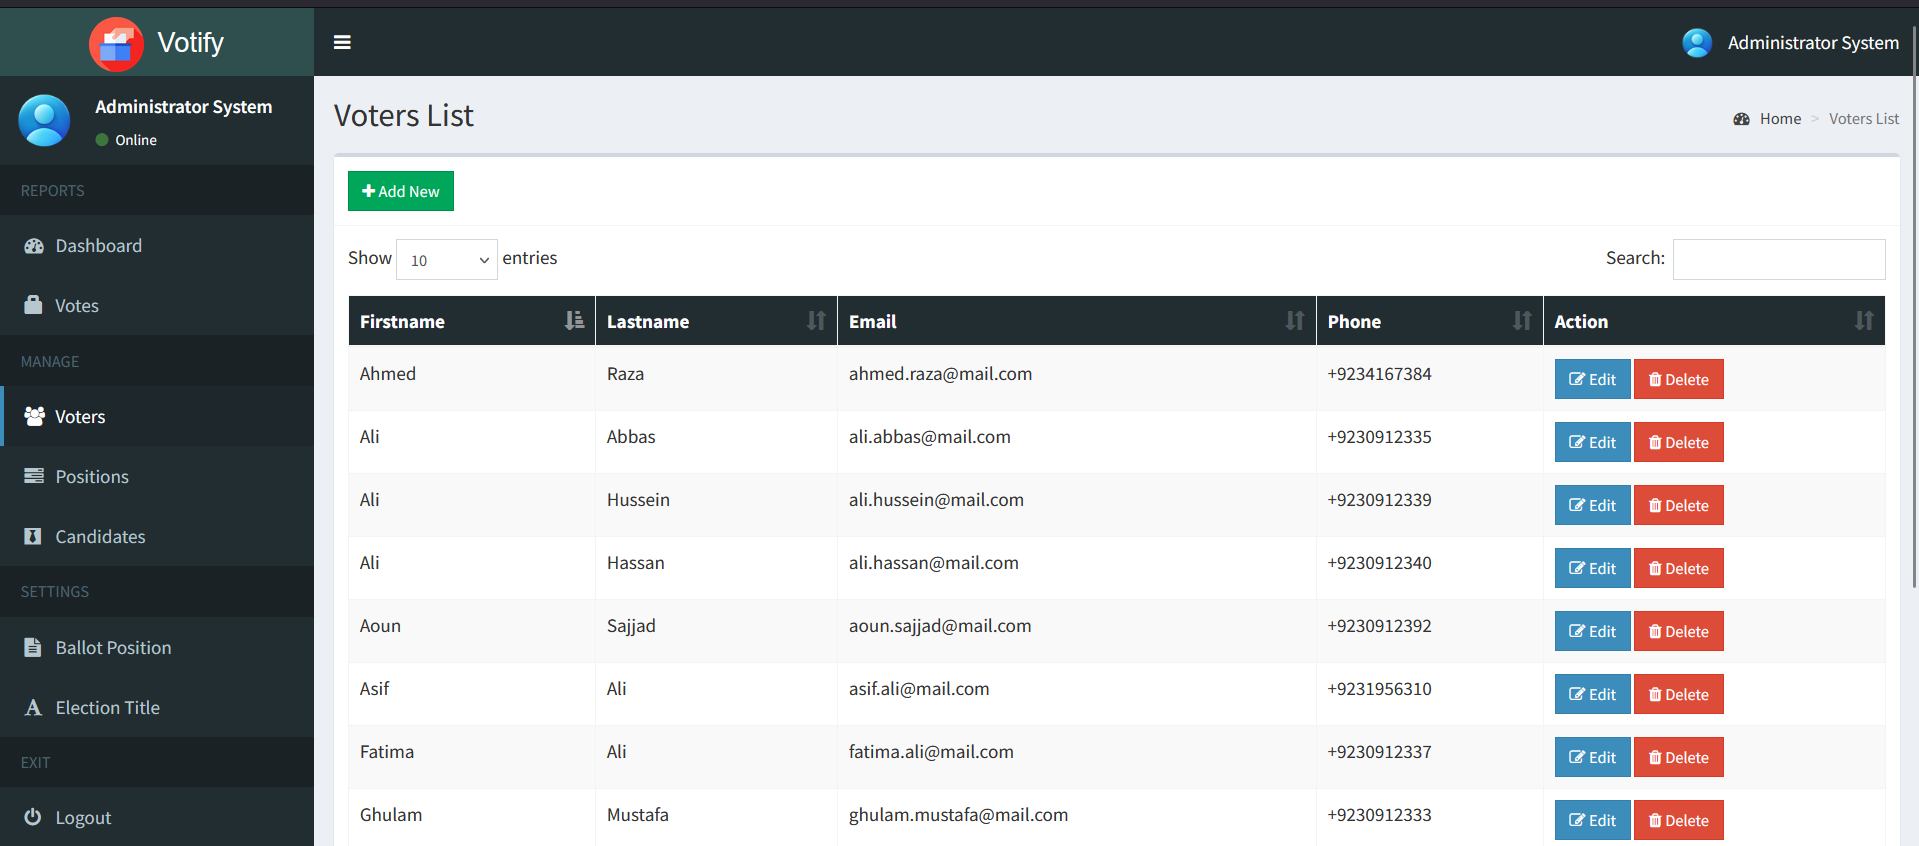 Votify
Administrator System
Administrator System
Online
REPORTS
Dashboard
Votes
MANAGE
Voters
Positions
Candidates
SETTINGS
Ballot Position
Election Title
EXIT
Logout
Voters List
Home > Voters List
Add New
Show 10 entries
Search:
Firstname Lastname Email Phone Action
Ahmed Raza ahmed.raza@mail.com +9234167384 Edit Delete
Ali Abbas ali.abbas@mail.com +9230912335 Edit Delete
Ali Hussein ali.hussein@mail.com +9230912339 Edit Delete
Ali Hassan ali.hassan@mail.com +9230912340 Edit Delete
Aoun Sajjad aoun.sajjad@mail.com +9230912392 Edit Delete
Asif Ali asif.ali@mail.com +9231956310 Edit Delete
Fatima Ali fatima.ali@mail.com +9230912337 Edit Delete
Ghulam Mustafa ghulam.mustafa@mail.com +9230912333 Edit Delete